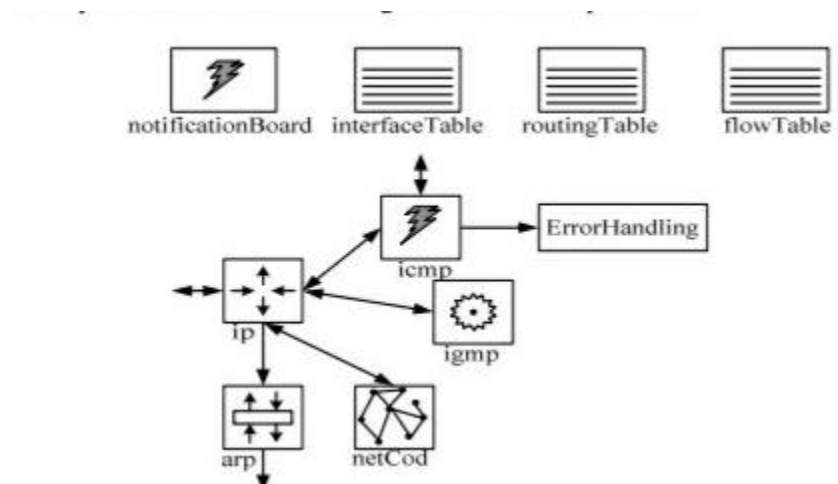 notificationBoard interfaceTable routingTable flowTable
ErrorHandling
icmp
ip
igmp
arp
netCod